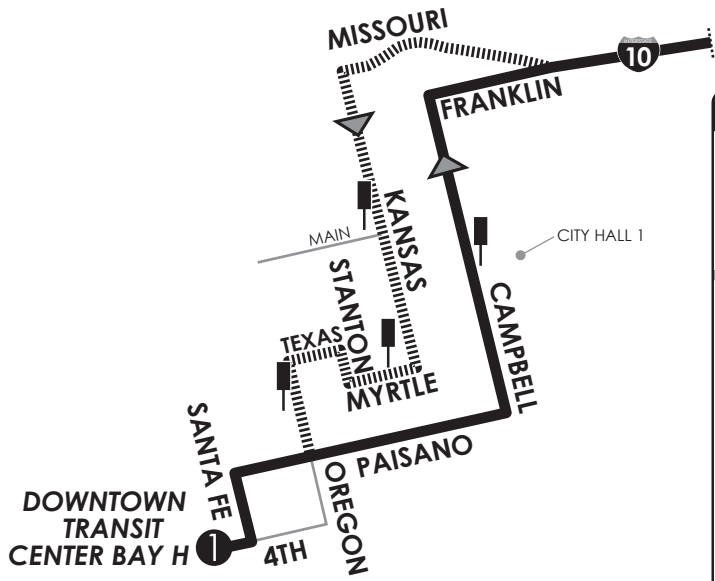 MISSOURI
10
FRANKLIN
KANSAS
MAIN
CITY HALL 1
STANTON
TEXAS
CAMPBELL
MYRTLE
SANTA FE
PAISANO
OREGON
DOWNTOWN
TRANSIT
CENTER BAY H
1
4TH